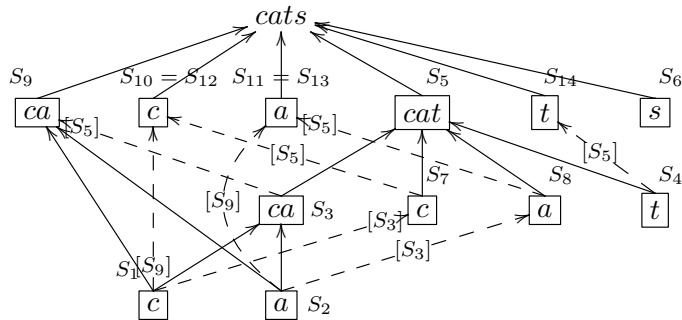 cats
S₉ S₁₀ = S₁₂ S₁₁ = S₁₃ S₅ S₁₄ S₆
ca c a cat t s
[S₅] [S₅] [S₅] [S₅]
S₇ S₈ S₄
[S₉]
ca S₃ c a t
[S₃] [S₃]
S₁ [S₉]
c a S₂